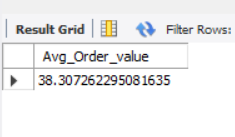 Result Grid Filter Rows:
Avg_Order_value
38.307262295081635